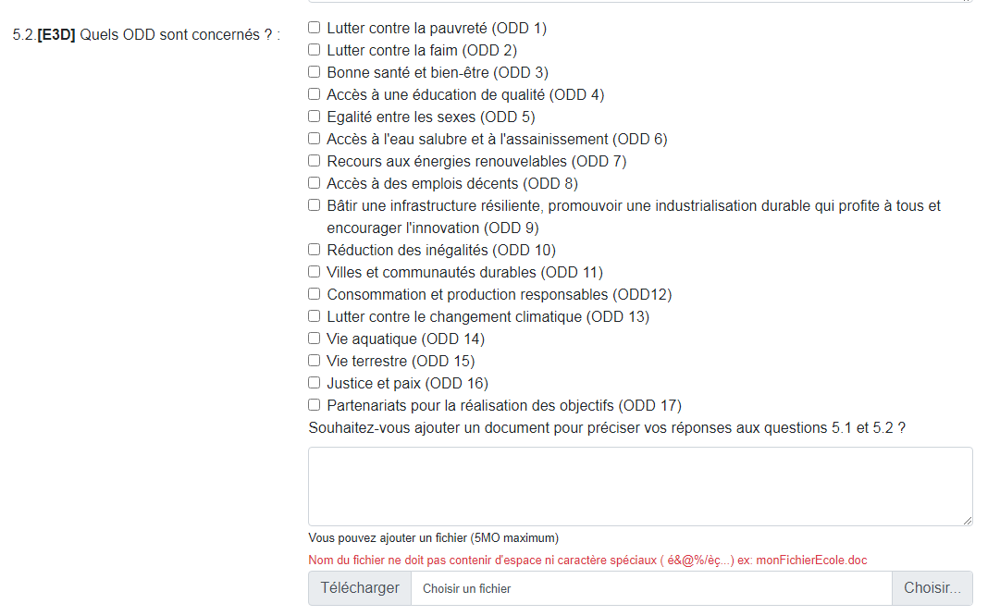 5.2.[E3D] Quels ODD sont concernés ? :
Lutter contre la pauvreté (ODD 1)
Lutter contre la faim (ODD 2)
Bonne santé et bien-être (ODD 3)
Accès à une éducation de qualité (ODD 4)
Egalité entre les sexes (ODD 5)
Accès à l'eau salubre et à l'assainissement (ODD 6)
Recours aux énergies renouvelables (ODD 7)
Accès à des emplois décents (ODD 8)
Bâtir une infrastructure résiliente, promouvoir une industrialisation durable qui profite à tous et
encourager l'innovation (ODD 9)
Réduction des inégalités (ODD 10)
Villes et communautés durables (ODD 11)
Consommation et production responsables (ODD12)
Lutter contre le changement climatique (ODD 13)
Vie aquatique (ODD 14)
Vie terrestre (ODD 15)
Justice et paix (ODD 16)
Partenariats pour la réalisation des objectifs (ODD 17)
Souhaitez-vous ajouter un document pour préciser vos réponses aux questions 5.1 et 5.2 ?
Vous pouvez ajouter un fichier (5MO maximum)
Nom du fichier ne doit pas contenir d'espace ni caractère spéciaux ( é&@%/èç...) ex: monFichierEcole.doc
Télécharger Choisir un fichier Choisir...